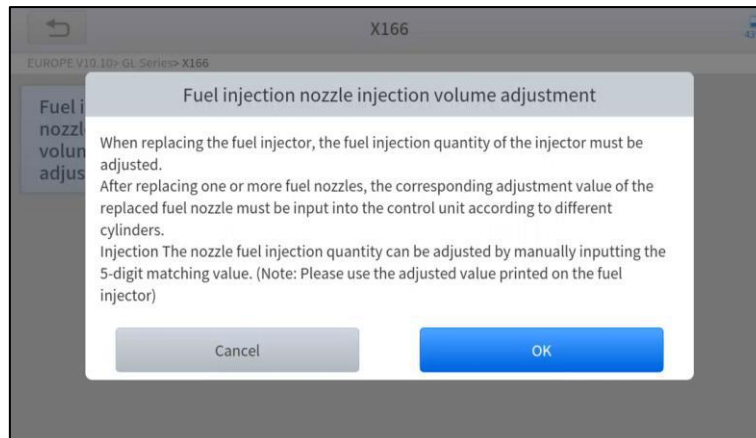 X166
43
EUROPE V10.10> GL Series> X166
Fuel i
nozzl
volun
adjus
Fuel injection nozzle injection volume adjustment
When replacing the fuel injector, the fuel injection quantity of the injector must be
adjusted.
After replacing one or more fuel nozzles, the corresponding adjustment value of the
replaced fuel nozzle must be input into the control unit according to different
cylinders.
Injection The nozzle fuel injection quantity can be adjusted by manually inputting the
5-digit matching value. (Note: Please use the adjusted value printed on the fuel
injector)
Cancel
OK